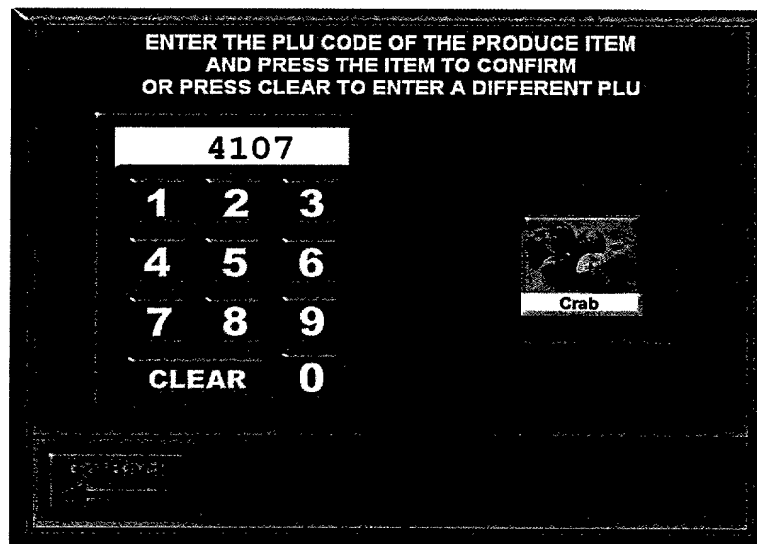 ENTER THE PLU CODE OF THE PRODUCE ITEM
AND PRESS THE ITEM TO CONFIRM
OR PRESS CLEAR TO ENTER A DIFFERENT PLU
4107
1 2 3
4 5 6
7 8 9
CLEAR 0
Crab